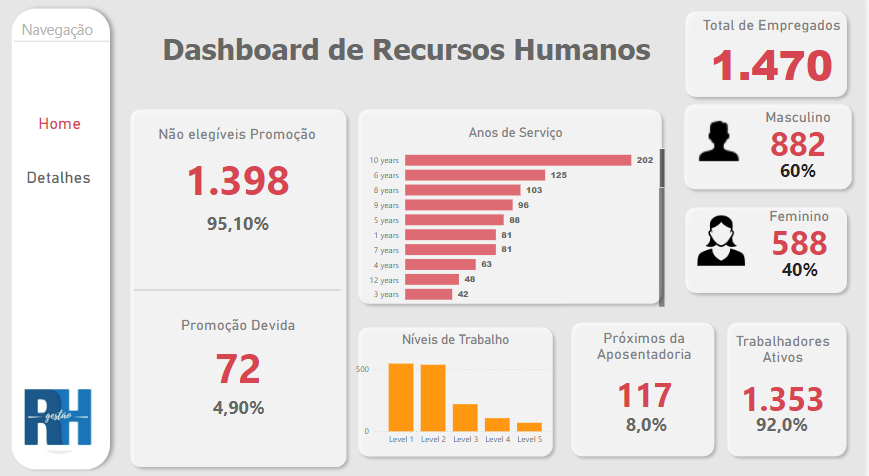 Navegação
Home
Detalhes
RH
gestão
Dashboard de Recursos Humanos
Total de Empregados
1.470
Masculino
882
60%
Feminino
588
40%
Não elegíveis Promoção
1.398
95,10%
Promoção Devida
72
4,90%
Anos de Serviço
10 years 202
6 years 125
8 years 103
9 years 96
5 years 88
1 years 81
7 years 81
4 years 63
12 years 48
3 years 42
Níveis de Trabalho
500
0
Level 1 Level 2 Level 3 Level 4 Level 5
Próximos da
Aposentadoria
117
8,0%
Trabalhadores
Ativos
1.353
92,0%